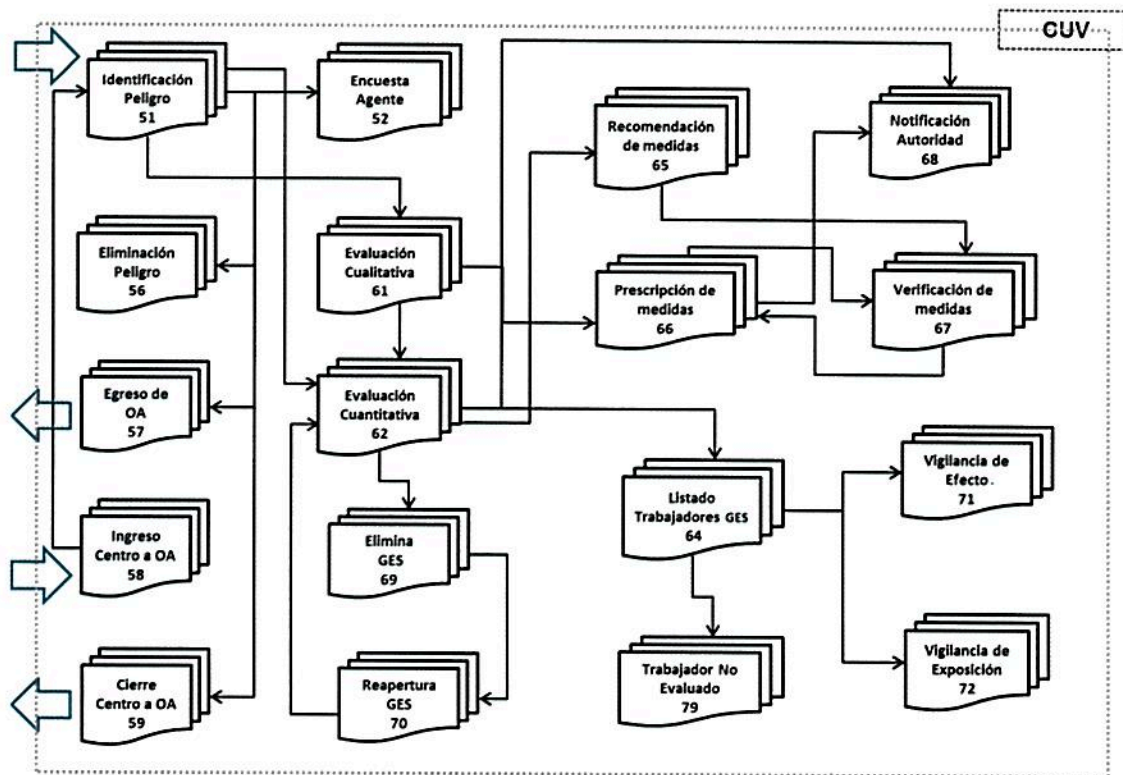 CUV
Identificación
Peligro
51
Encuesta
Agente
52
Recomendación
de medidas
65
Notificación
Autoridad
68
Eliminación
Peligro
56
Evaluación
Cualitativa
61
Prescripción de
medidas
66
Verificación de
medidas
67
Egreso de
OA
57
Evaluación
Cuantitativa
62
Listado
Trabajadores GES
64
Vigilancia de
Efecto.
71
Ingreso
Centro a OA
58
Elimina
GES
69
Cierre
Centro a OA
59
Reapertura
GES
70
Trabajador No
Evaluado
79
Vigilancia de
Exposición
72